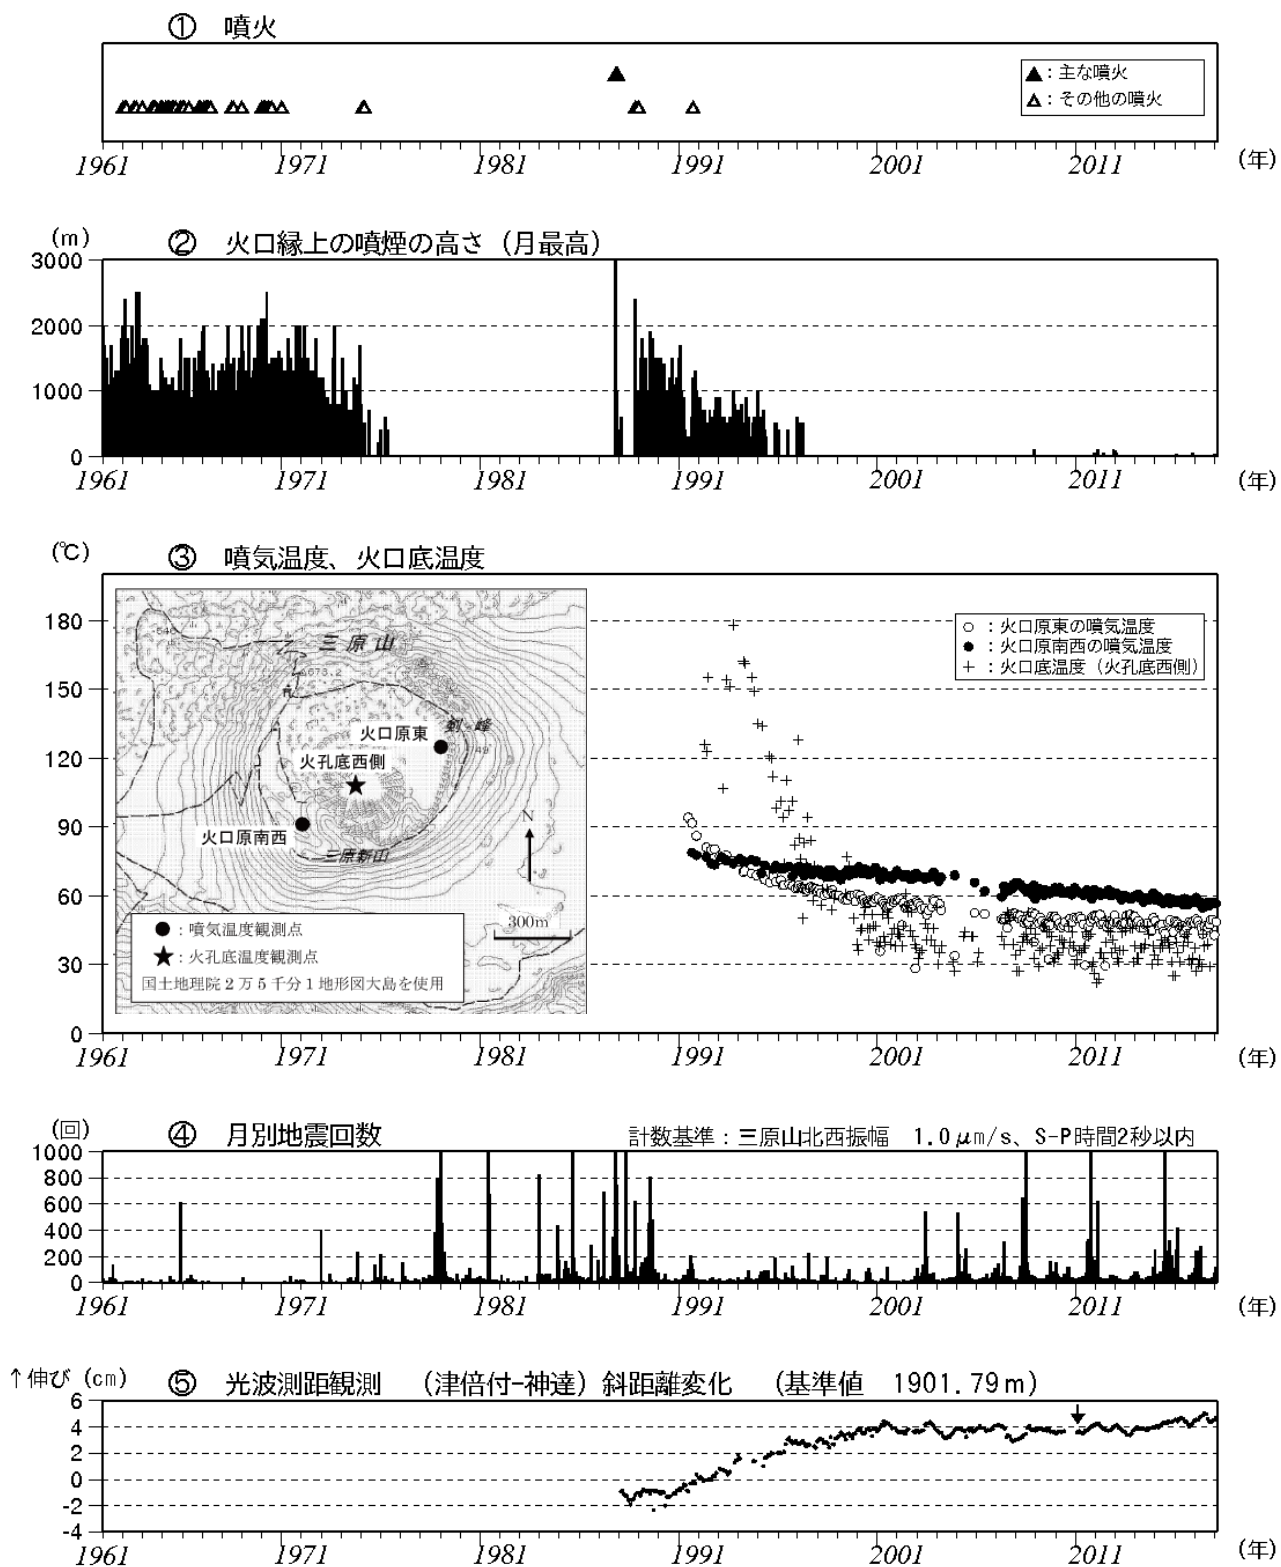 ① 噴火
▲：主な噴火
△：その他の噴火
1961 1971 1981 1991 2001 2011 (年)
(m) ② 火口縁上の噴煙の高さ（月最高）
3000
2000
1000
0
1961 1971 1981 1991 2001 2011 (年)
(℃) ③ 噴気温度、火口底温度
180
150
120
90
60
30
0
○：火口原東の噴気温度
●：火口原南西の噴気温度
＋：火口底温度（火孔底西側）
三原山
剣ヶ峰
火口原東
火孔底西側
火口原南西
三原新山
N
300m
●：噴気温度観測点
★：火孔底温度観測点
国土地理院２万５千分１地形図大島を使用
1961 1971 1981 1991 2001 2011 (年)
(回) ④ 月別地震回数 計数基準：三原山北西振幅 1.0μm/s、S-P時間2秒以内
1000
800
600
400
200
0
1961 1971 1981 1991 2001 2011 (年)
↑伸び(cm) ⑤ 光波測距観測 （津倍付-神達）斜距離変化 （基準値 1901.79m）
6
4
2
0
-2
-4
1961 1971 1981 1991 2001 2011 (年)